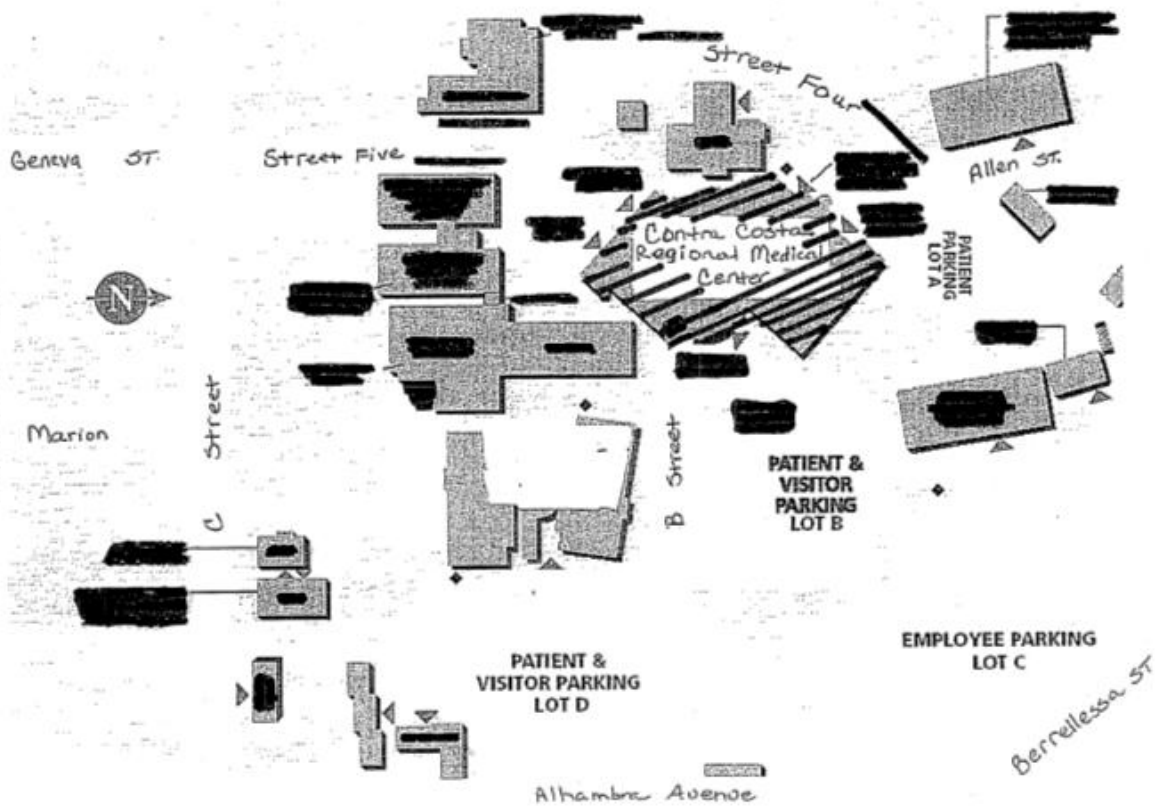 Street Four
Geneva ST.
Street Five
Allen ST.
Contra Costa
Regional Medical
Center
PATIENT
PARKING
LOT A
N
Marion
C Street
B Street
PATIENT &
VISITOR
PARKING
LOT B
PATIENT &
VISITOR PARKING
LOT D
EMPLOYEE PARKING
LOT C
Berrellessa ST
Alhambra Avenue